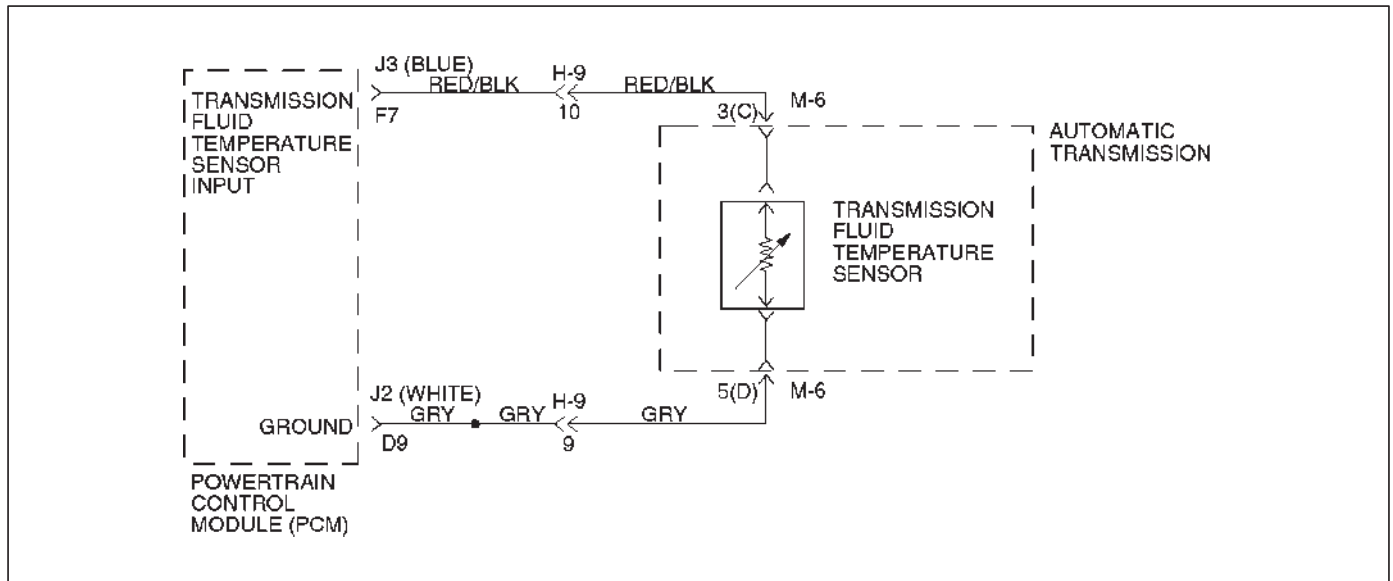 J3 (BLUE)
RED/BLK
H-9
RED/BLK
F7
10
3(C)
M-6
TRANSMISSION
FLUID
TEMPERATURE
SENSOR
INPUT
AUTOMATIC
TRANSMISSION
TRANSMISSION
FLUID
TEMPERATURE
SENSOR
5(D)
M-6
J2 (WHITE)
GRY
GRY
H-9
GRY
GROUND
D9
9
POWERTRAIN
CONTROL
MODULE (PCM)